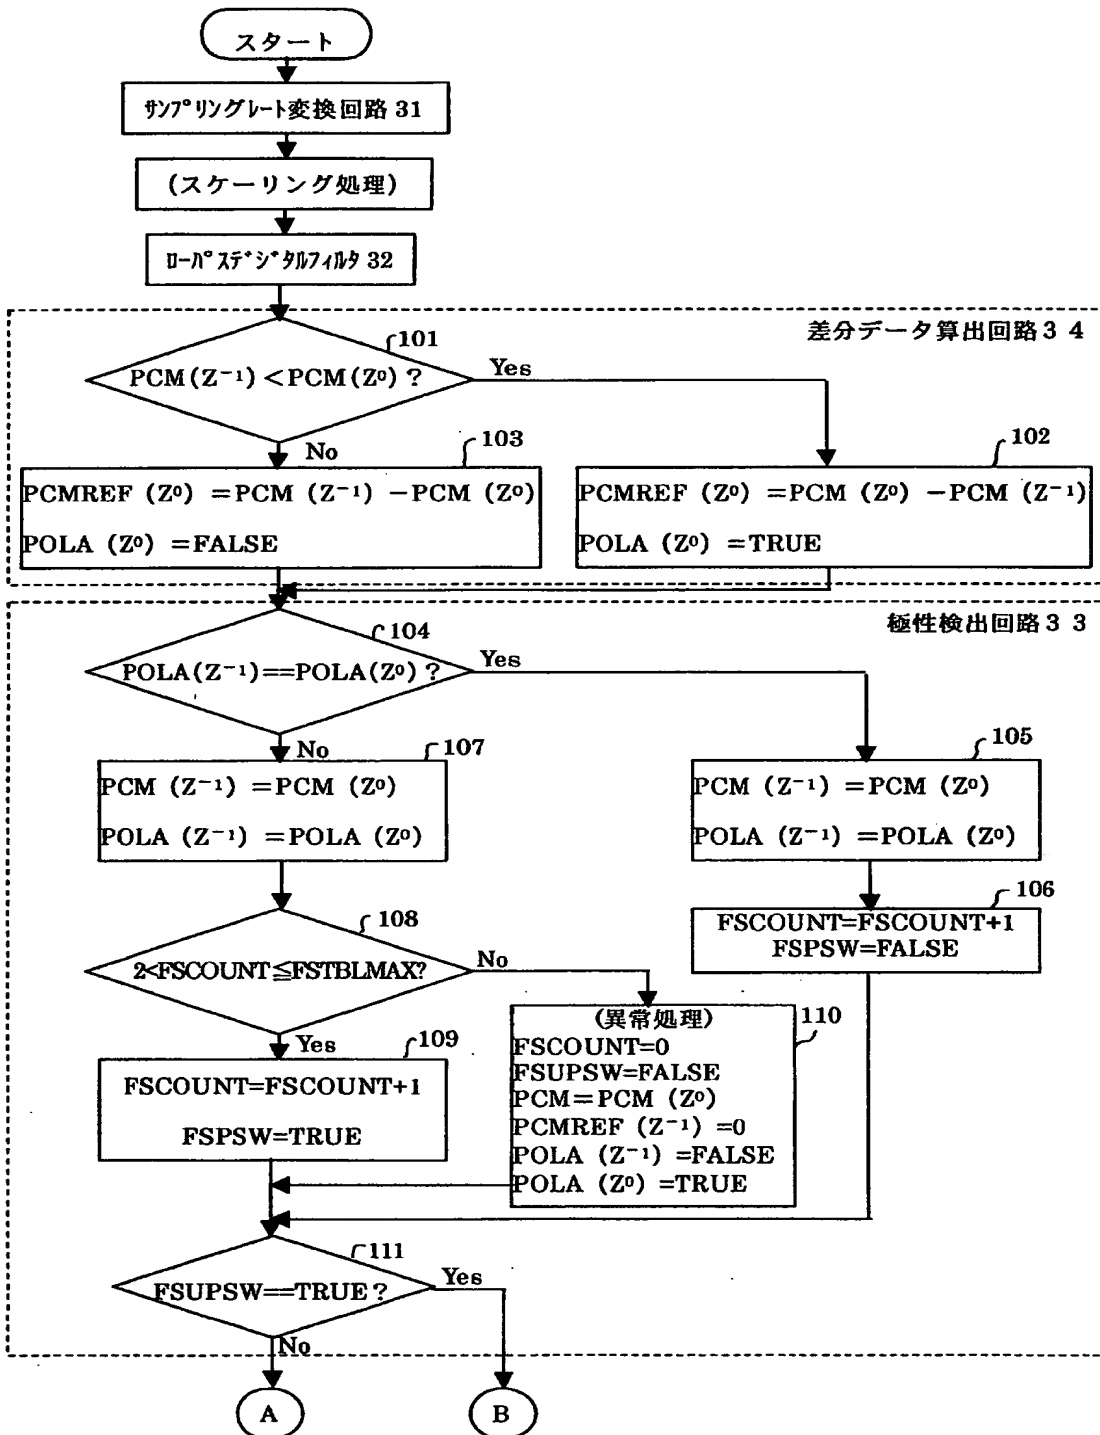 スタート
サンプリングレート変換回路 31
(スケーリング処理)
ローパスデジタルフィルタ 32
差分データ算出回路３４
101
PCM(Z⁻¹)<PCM(Z⁰)?
Yes
No
103
PCMREF (Z⁰) =PCM (Z⁻¹) −PCM (Z⁰)
POLA (Z⁰) =FALSE
102
PCMREF (Z⁰) =PCM (Z⁰) −PCM (Z⁻¹)
POLA (Z⁰) =TRUE
極性検出回路３３
104
POLA(Z⁻¹)==POLA(Z⁰)?
Yes
No
107
PCM (Z⁻¹) =PCM (Z⁰)
POLA (Z⁻¹) =POLA (Z⁰)
105
PCM (Z⁻¹) =PCM (Z⁰)
POLA (Z⁻¹) =POLA (Z⁰)
106
FSCOUNT=FSCOUNT+1
FSPSW=FALSE
108
2<FSCOUNT≦FSTBLMAX?
No
Yes
109
FSCOUNT=FSCOUNT+1
FSPSW=TRUE
110
(異常処理)
FSCOUNT=0
FSUPSW=FALSE
PCM=PCM (Z⁰)
PCMREF (Z⁻¹) =0
POLA (Z⁻¹) =FALSE
POLA (Z⁰) =TRUE
111
FSUPSW==TRUE?
Yes
No
A
B